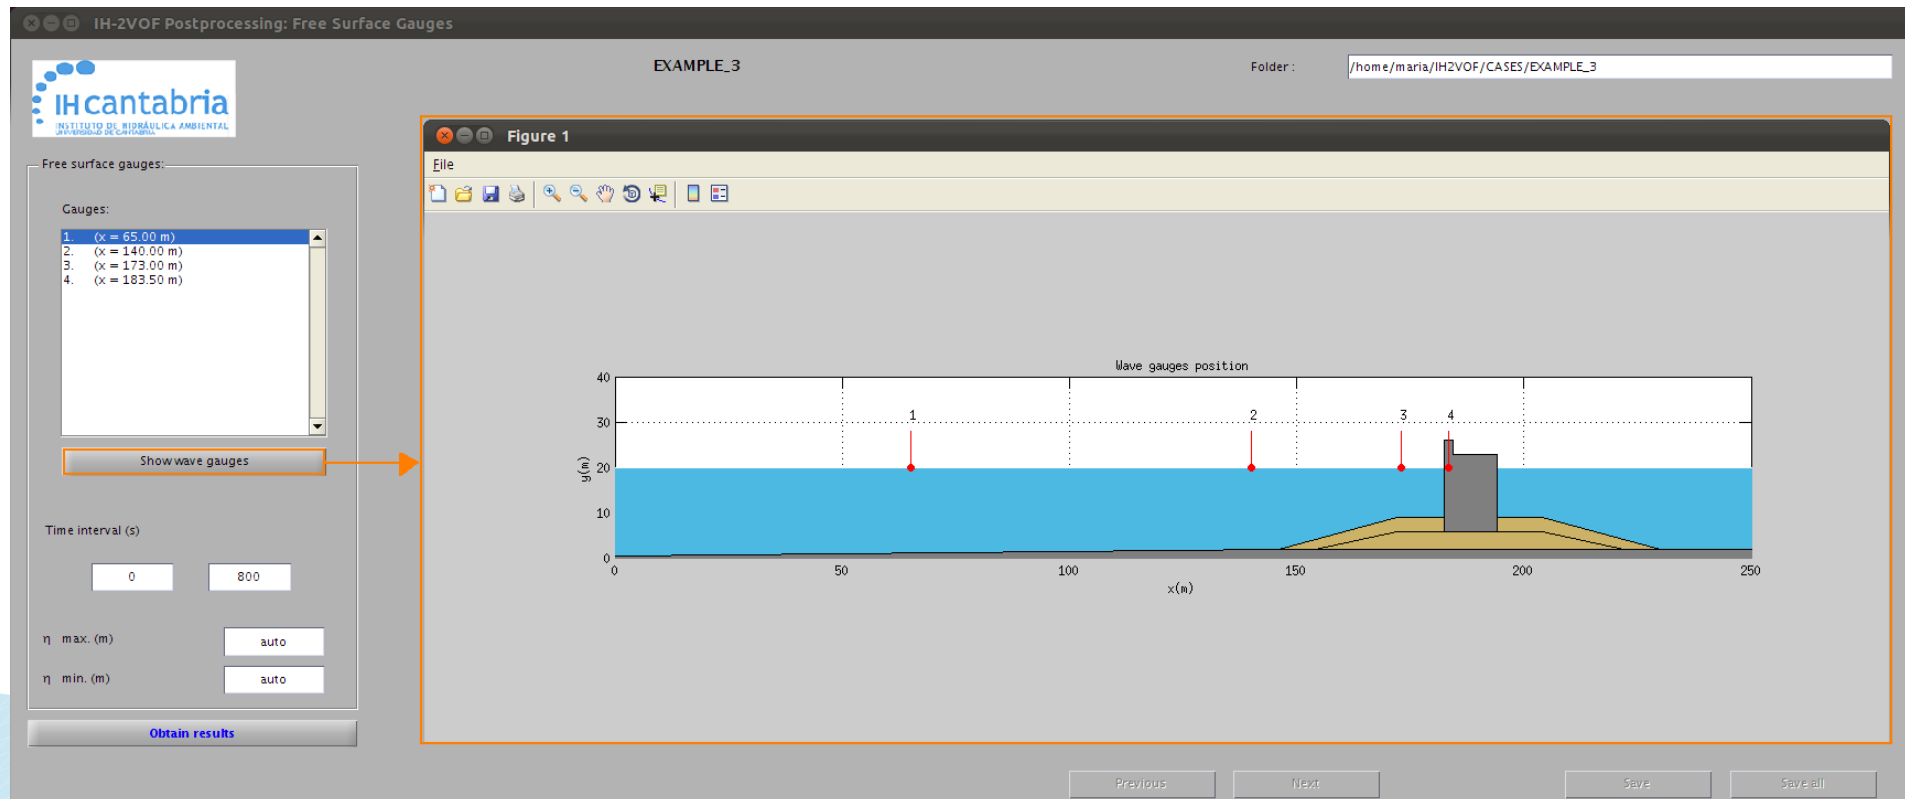 IH-2VOF Postprocessing: Free Surface Gauges
EXAMPLE_3
Folder :
/home/maria/IH2VOF/CASES/EXAMPLE_3
IHcantabria
INSTITUTO DE HIDRÁULICA AMBIENTAL
UNIVERSIDAD DE CANTABRIA
Figure 1
File
Free surface gauges:
Gauges:
1. (x = 65.00 m)
2. (x = 140.00 m)
3. (x = 173.00 m)
4. (x = 183.50 m)
Show wave gauges
Time interval (s)
0 800
η max. (m) auto
η min. (m) auto
Obtain results
Wave gauges position
40
30
20
10
0
y(m)
1 2 3 4
0 50 100 150 200 250
x(m)
Previous Next Save Save all